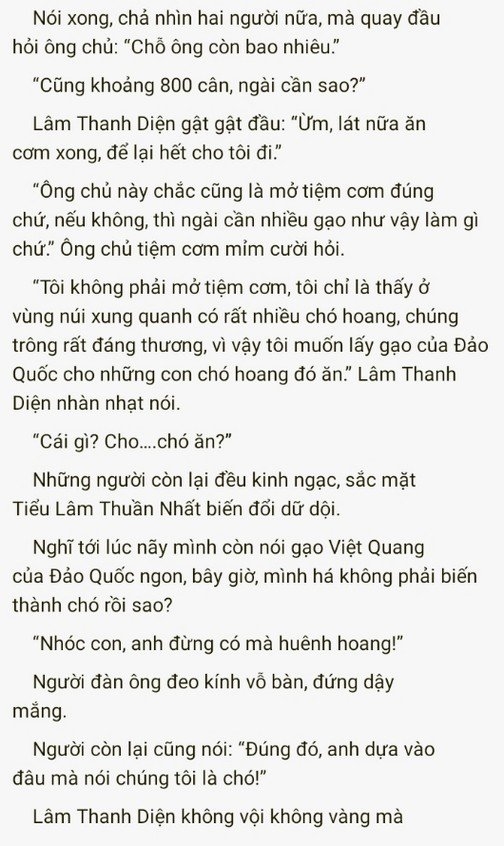 Nói xong, chả nhìn hai người nữa, mà quay đầu
hỏi ông chủ: “Chỗ ông còn bao nhiêu.”
“Cũng khoảng 800 cân, ngài cần sao?”
Lâm Thanh Diện gật gật đầu: “Ừm, lát nữa ăn
cơm xong, để lại hết cho tôi đi.”
“Ông chủ này chắc cũng là mở tiệm cơm đúng
chứ, nếu không, thì ngài cần nhiều gạo như vậy làm gì
chứ.” Ông chủ tiệm cơm mỉm cười hỏi.
“Tôi không phải mở tiệm cơm, tôi chỉ là thấy ở
vùng núi xung quanh có rất nhiều chó hoang, chúng
trông rất đáng thương, vì vậy tôi muốn lấy gạo của Đảo
Quốc cho những con chó hoang đó ăn.” Lâm Thanh
Diện nhàn nhạt nói.
“Cái gì? Cho....chó ăn?”
Những người còn lại đều kinh ngạc, sắc mặt
Tiểu Lâm Thuần Nhất biến đổi dữ dội.
Nghĩ tới lúc nãy mình còn nói gạo Việt Quang
của Đảo Quốc ngon, bây giờ, mình há không phải biến
thành chó rồi sao?
“Nhóc con, anh đừng có mà huênh hoang!”
Người đàn ông đeo kính vỗ bàn, đứng dậy
mắng.
Người còn lại cũng nói: “Đúng đó, anh dựa vào
đâu mà nói chúng tôi là chó!”
Lâm Thanh Diện không vội không vàng mà